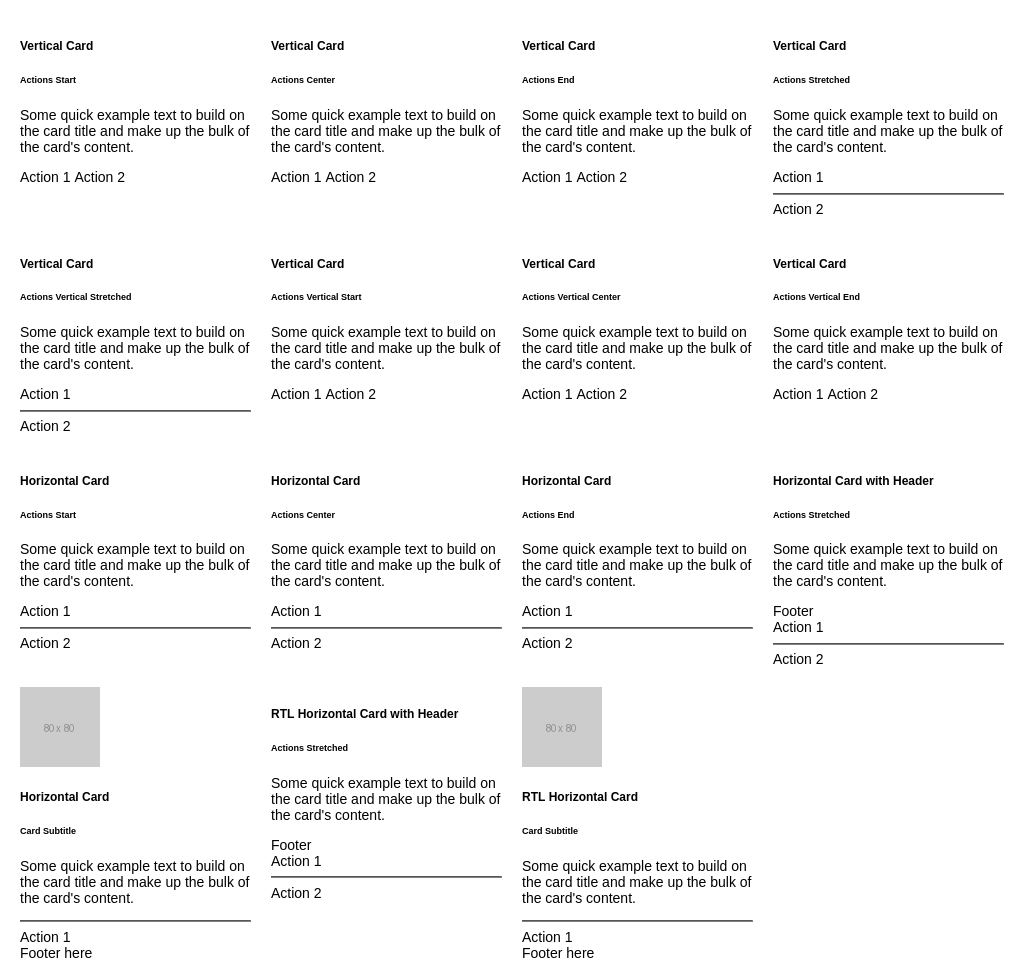 Vertical Card
Actions Start
Some quick example text to build on
the card title and make up the bulk of
the card's content.
Action 1 Action 2
Vertical Card
Actions Center
Some quick example text to build on
the card title and make up the bulk of
the card's content.
Action 1 Action 2
Vertical Card
Actions End
Some quick example text to build on
the card title and make up the bulk of
the card's content.
Action 1 Action 2
Vertical Card
Actions Stretched
Some quick example text to build on
the card title and make up the bulk of
the card's content.
Action 1
Action 2
Vertical Card
Actions Vertical Stretched
Some quick example text to build on
the card title and make up the bulk of
the card's content.
Action 1
Action 2
Vertical Card
Actions Vertical Start
Some quick example text to build on
the card title and make up the bulk of
the card's content.
Action 1 Action 2
Vertical Card
Actions Vertical Center
Some quick example text to build on
the card title and make up the bulk of
the card's content.
Action 1 Action 2
Vertical Card
Actions Vertical End
Some quick example text to build on
the card title and make up the bulk of
the card's content.
Action 1 Action 2
Horizontal Card
Actions Start
Some quick example text to build on
the card title and make up the bulk of
the card's content.
Action 1
Action 2
Horizontal Card
Actions Center
Some quick example text to build on
the card title and make up the bulk of
the card's content.
Action 1
Action 2
Horizontal Card
Actions End
Some quick example text to build on
the card title and make up the bulk of
the card's content.
Action 1
Action 2
Horizontal Card with Header
Actions Stretched
Some quick example text to build on
the card title and make up the bulk of
the card's content.
Footer
Action 1
Action 2
80 x 80
Horizontal Card
Card Subtitle
Some quick example text to build on
the card title and make up the bulk of
the card's content.
Action 1
Footer here
RTL Horizontal Card with Header
Actions Stretched
Some quick example text to build on
the card title and make up the bulk of
the card's content.
Footer
Action 1
Action 2
80 x 80
RTL Horizontal Card
Card Subtitle
Some quick example text to build on
the card title and make up the bulk of
the card's content.
Action 1
Footer here